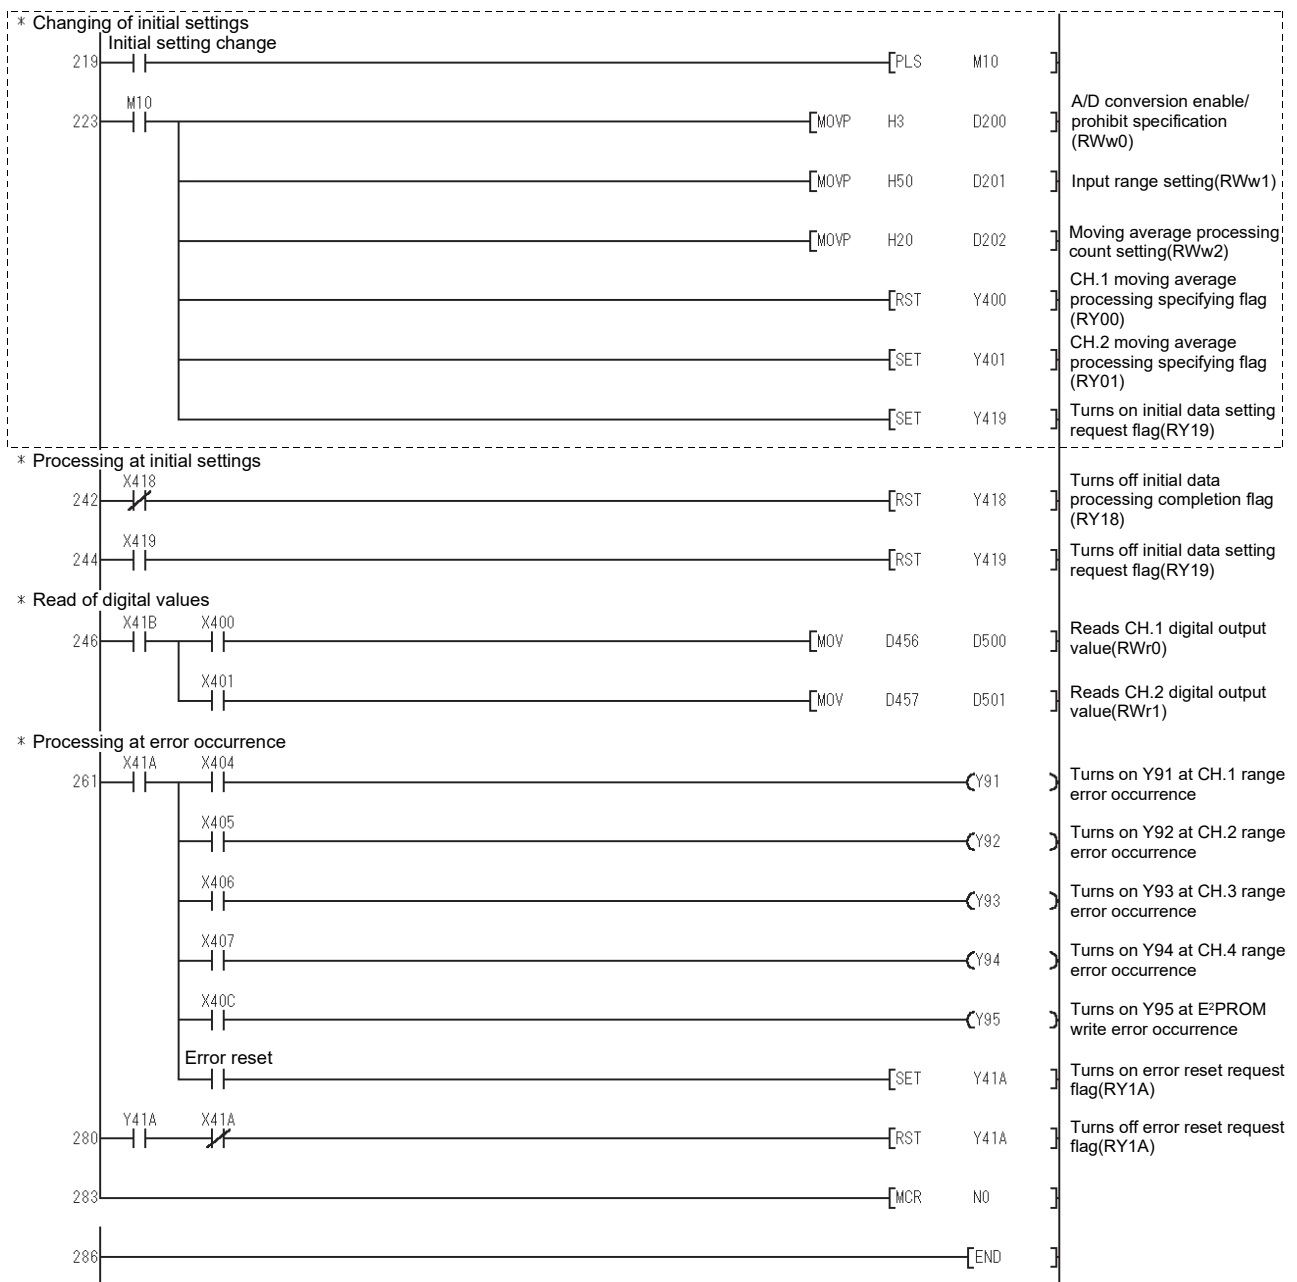 * Changing of initial settings
Initial setting change
219 PLS M10
M10
223 MOVP H3 D200
A/D conversion enable/
prohibit specification
(RWw0)
MOVP H50 D201 Input range setting(RWw1)
MOVP H20 D202
Moving average processing
count setting(RWw2)
RST Y400
CH.1 moving average
processing specifying flag
(RY00)
SET Y401
CH.2 moving average
processing specifying flag
(RY01)
SET Y419
Turns on initial data setting
request flag(RY19)
* Processing at initial settings
X418
242 RST Y418
Turns off initial data
processing completion flag
(RY18)
X419
244 RST Y419
Turns off initial data setting
request flag(RY19)
* Read of digital values
X41B X400
246 MOV D456 D500
Reads CH.1 digital output
value(RWr0)
X401
MOV D457 D501
Reads CH.2 digital output
value(RWr1)
* Processing at error occurrence
X41A X404
261 Y91
Turns on Y91 at CH.1 range
error occurrence
X405
Y92
Turns on Y92 at CH.2 range
error occurrence
X406
Y93
Turns on Y93 at CH.3 range
error occurrence
X407
Y94
Turns on Y94 at CH.4 range
error occurrence
X40C
Y95
Turns on Y95 at E²PROM
write error occurrence
Error reset
SET Y41A
Turns on error reset request
flag(RY1A)
Y41A X41A
280 RST Y41A
Turns off error reset request
flag(RY1A)
283 MCR N0
286 END